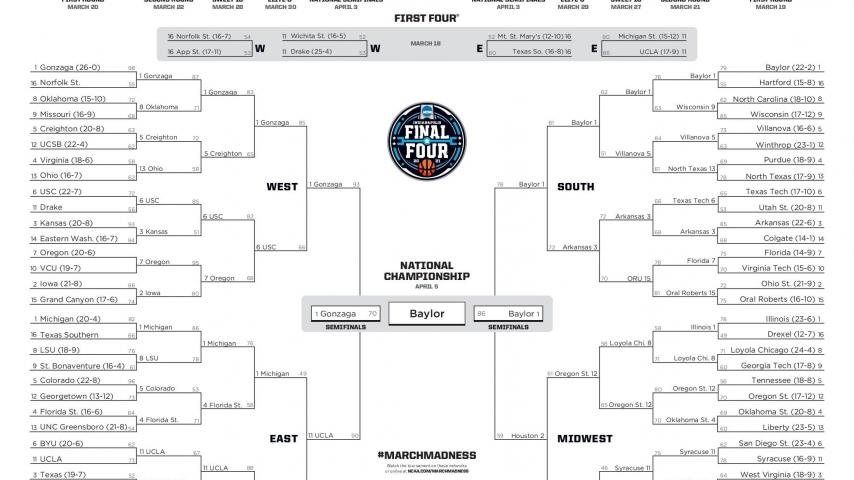 MARCH 20
MARCH 22
MARCH 28
MARCH 30
NATIONAL SEMIFINALS
APRIL 3
NATIONAL SEMIFINALS
APRIL 3
MARCH 29
MARCH 27
MARCH 21
MARCH 19
FIRST FOUR®
MARCH 18
16 Norfolk St. (16-7) 54
16 App St. (17-11) 53
W
11 Wichita St. (16-5) 52
11 Drake (25-4) 53
W
52 Mt. St. Mary's (12-10) 16
60 Texas So. (16-8) 16
E
80 Michigan St. (15-12) 11
86 UCLA (17-9) 11
E
1 Gonzaga (26-0) 98
16 Norfolk St. 55
8 Oklahoma (15-10) 72
9 Missouri (16-9) 68
5 Creighton (20-8) 63
12 UCSB (22-4) 62
4 Virginia (18-6) 58
13 Ohio (16-7) 62
6 USC (22-7) 72
11 Drake 56
3 Kansas (20-8) 93
14 Eastern Wash. (16-7) 84
7 Oregon (20-6)
10 VCU (19-7)
2 Iowa (21-8) 86
15 Grand Canyon (17-6) 74
1 Gonzaga 87
8 Oklahoma 71
5 Creighton 72
13 Ohio 58
6 USC 85
3 Kansas 51
7 Oregon 95
2 Iowa 80
1 Gonzaga 83
5 Creighton 65
6 USC 82
7 Oregon 68
1 Gonzaga 85
6 USC 66
WEST
1 Gonzaga 93
INDIANAPOLIS
FINAL
FOUR
20 21
79 Baylor (22-2) 1
55 Hartford (15-8) 16
62 North Carolina (18-10) 8
85 Wisconsin (17-12) 9
73 Villanova (16-6) 5
63 Winthrop (23-1) 12
69 Purdue (18-9) 4
78 North Texas (17-9) 13
65 Texas Tech (17-10) 6
53 Utah St. (20-8) 11
85 Arkansas (22-6) 3
68 Colgate (14-1) 14
75 Florida (14-9) 7
70 Virginia Tech (15-6) 10
72 Ohio St. (21-9) 2
75 Oral Roberts (16-10) 15
76 Baylor 1
63 Wisconsin 9
84 Villanova 5
61 North Texas 13
66 Texas Tech 6
68 Arkansas 3
78 Florida 7
81 Oral Roberts 15
62 Baylor 1
51 Villanova 5
72 Arkansas 3
70 ORU 15
81 Baylor 1
72 Arkansas 3
SOUTH
78 Baylor 1
NATIONAL
CHAMPIONSHIP
APRIL 5
1 Gonzaga 70
SEMIFINALS
Baylor
86 Baylor 1
SEMIFINALS
1 Michigan (20-4) 82
16 Texas Southern 66
8 LSU (18-9) 76
9 St. Bonaventure (16-4) 61
5 Colorado (22-8) 96
12 Georgetown (13-12) 73
4 Florida St. (16-6) 64
13 UNC Greensboro (21-8) 54
6 BYU (20-6) 62
11 UCLA 73
3 Texas (19-7) 52
1 Michigan 86
8 LSU 78
5 Colorado 53
4 Florida St. 71
11 UCLA 67
1 Michigan 76
4 Florida St. 58
11 UCLA 88
1 Michigan 49
EAST
11 UCLA 90
#MARCHMADNESS
Watch the tournament on these networks
or online at NCAA.COM/MARCHMADNESS
78 Illinois (23-6) 1
49 Drexel (12-7) 16
71 Loyola Chicago (24-4) 8
60 Georgia Tech (17-8) 9
56 Tennessee (18-8) 5
70 Oregon St. (17-12) 12
69 Oklahoma St. (20-8) 4
60 Liberty (23-5) 13
62 San Diego St. (23-4) 6
78 Syracuse (16-9) 11
84 West Virginia (18-9) 3
58 Illinois 1
71 Loyola Chi. 8
80 Oregon St. 12
70 Oklahoma St. 4
75 Syracuse 11
58 Loyola Chi. 8
65 Oregon St. 12
46 Syracuse 11
61 Oregon St. 12
MIDWEST
59 Houston 2